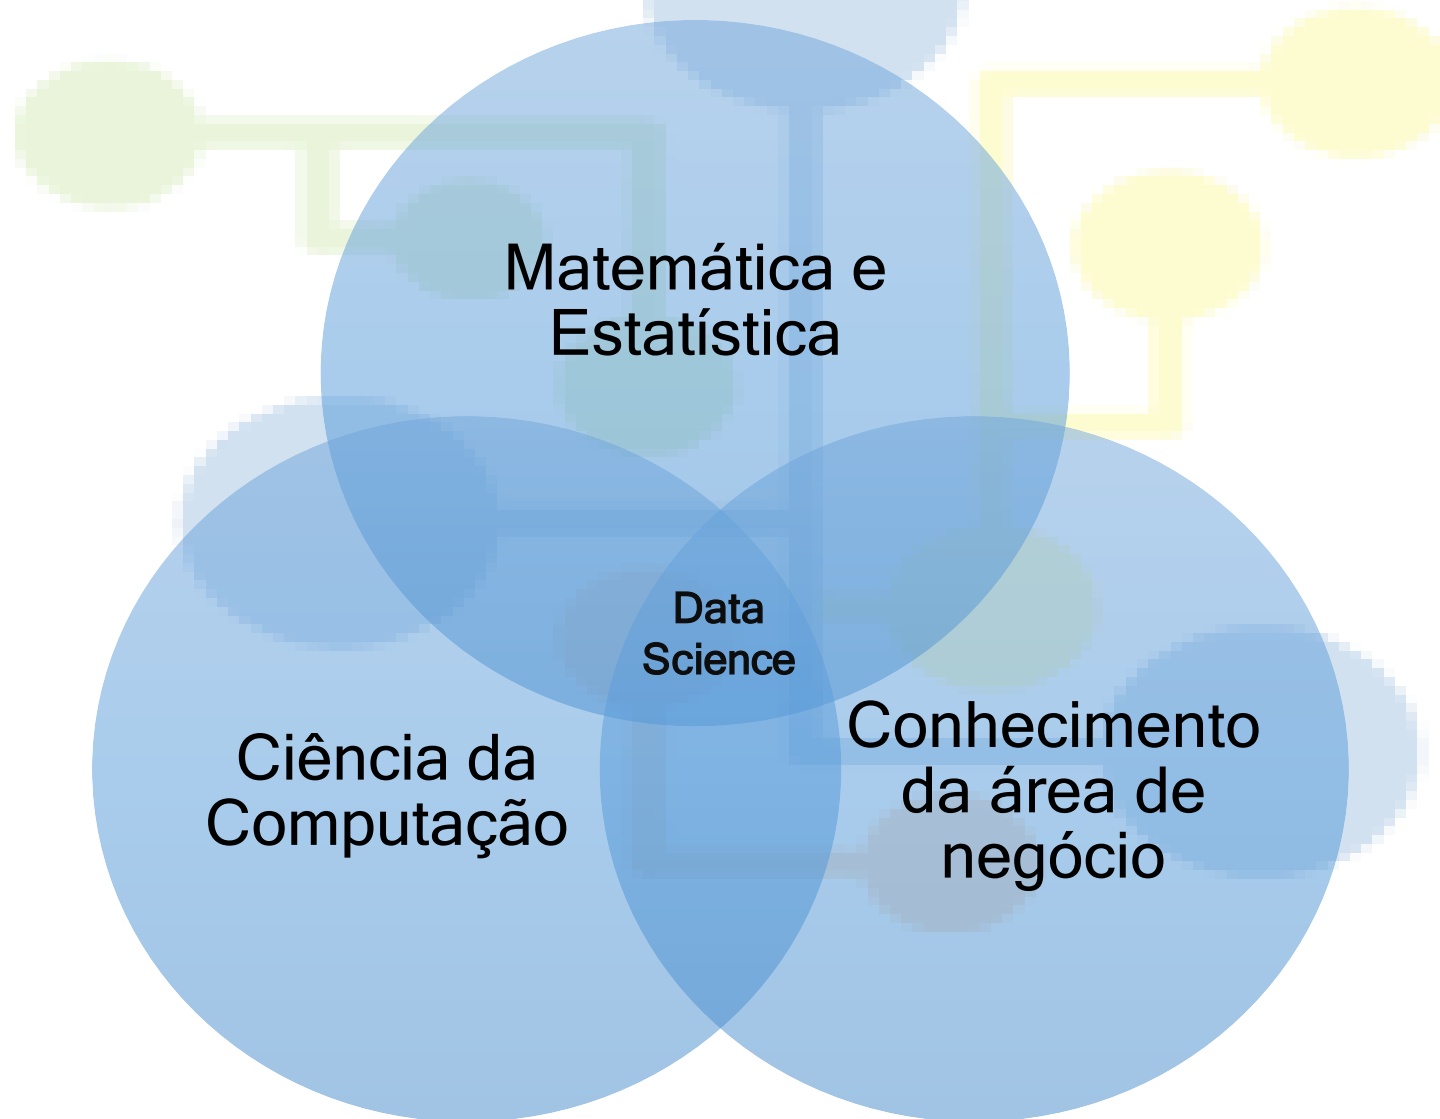 Matemática e
Estatística
Data
Science
Ciência da
Computação
Conhecimento
da área de
negócio